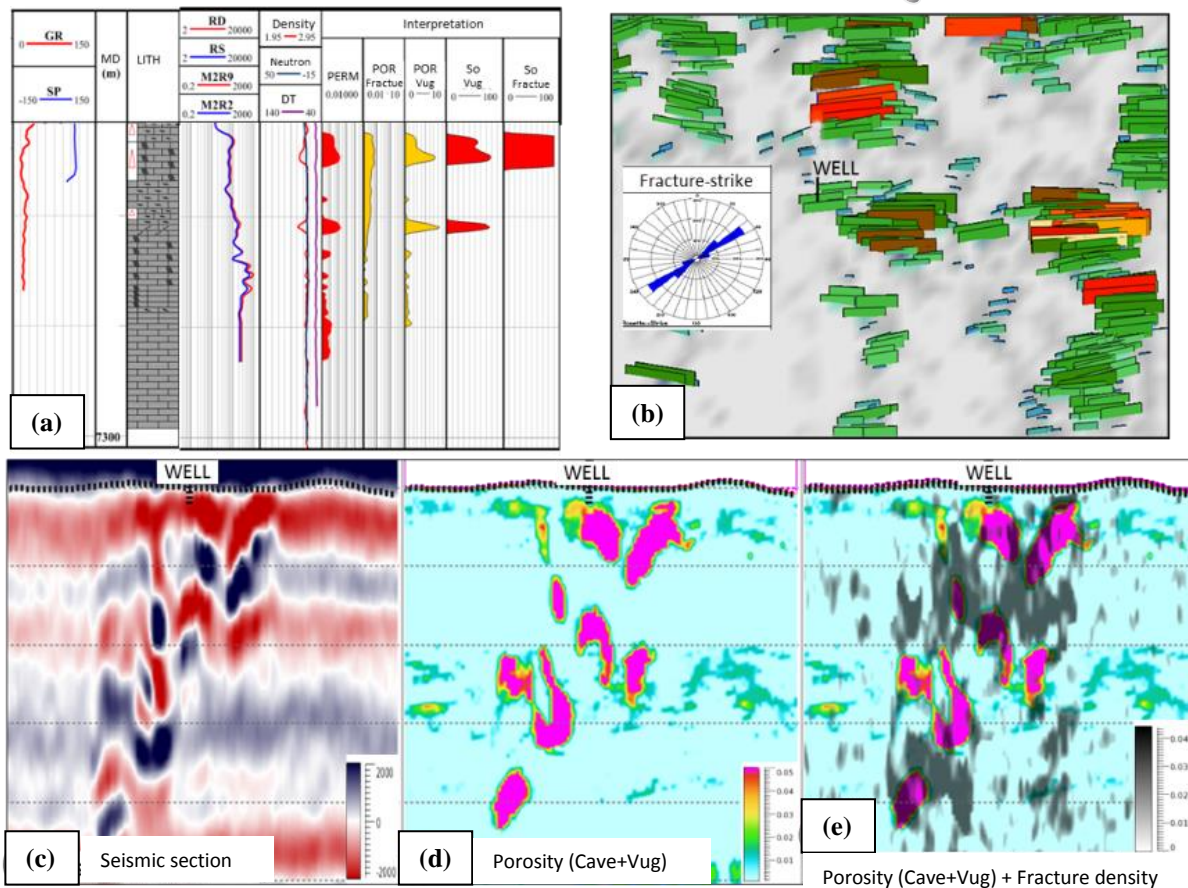 GR
0 150
SP
-150 150
MD
(m)
LITH
RD
2 20000
RS
2 20000
M2R9
0.2 2000
M2R2
0.2 2000
Density
1.95 2.95
Neutron
50 -15
DT
140 40
Interpretation
PERM
0.01000
POR
Fractue
0.01 10
POR
Vug
0 10
So
Vug
0 100
So
Fractue
0 100
7300
(a)
WELL
Fracture-strike
(b)
WELL
2000
0
-2000
(c)
Seismic section
WELL
0.05
0.04
0.03
0.02
0.01
(d)
Porosity (Cave+Vug)
WELL
0.04
0.03
0.02
0.01
0
(e)
Porosity (Cave+Vug) + Fracture density